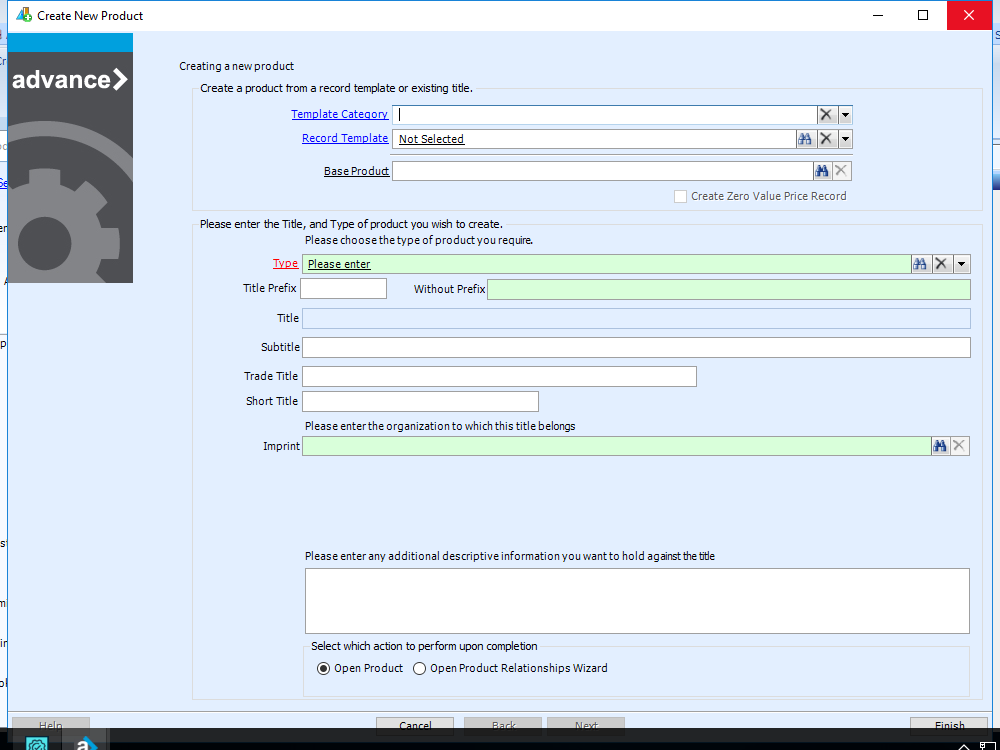 Create New Product
advance
Creating a new product
Create a product from a record template or existing title.
Template Category
Record Template Not Selected
Base Product
Create Zero Value Price Record
Please enter the Title, and Type of product you wish to create.
Please choose the type of product you require.
Type Please enter
Title Prefix Without Prefix
Title
Subtitle
Trade Title
Short Title
Please enter the organization to which this title belongs
Imprint
Please enter any additional descriptive information you want to hold against the title
Select which action to perform upon completion
Open Product Open Product Relationships Wizard
Help Cancel Back Next Finish